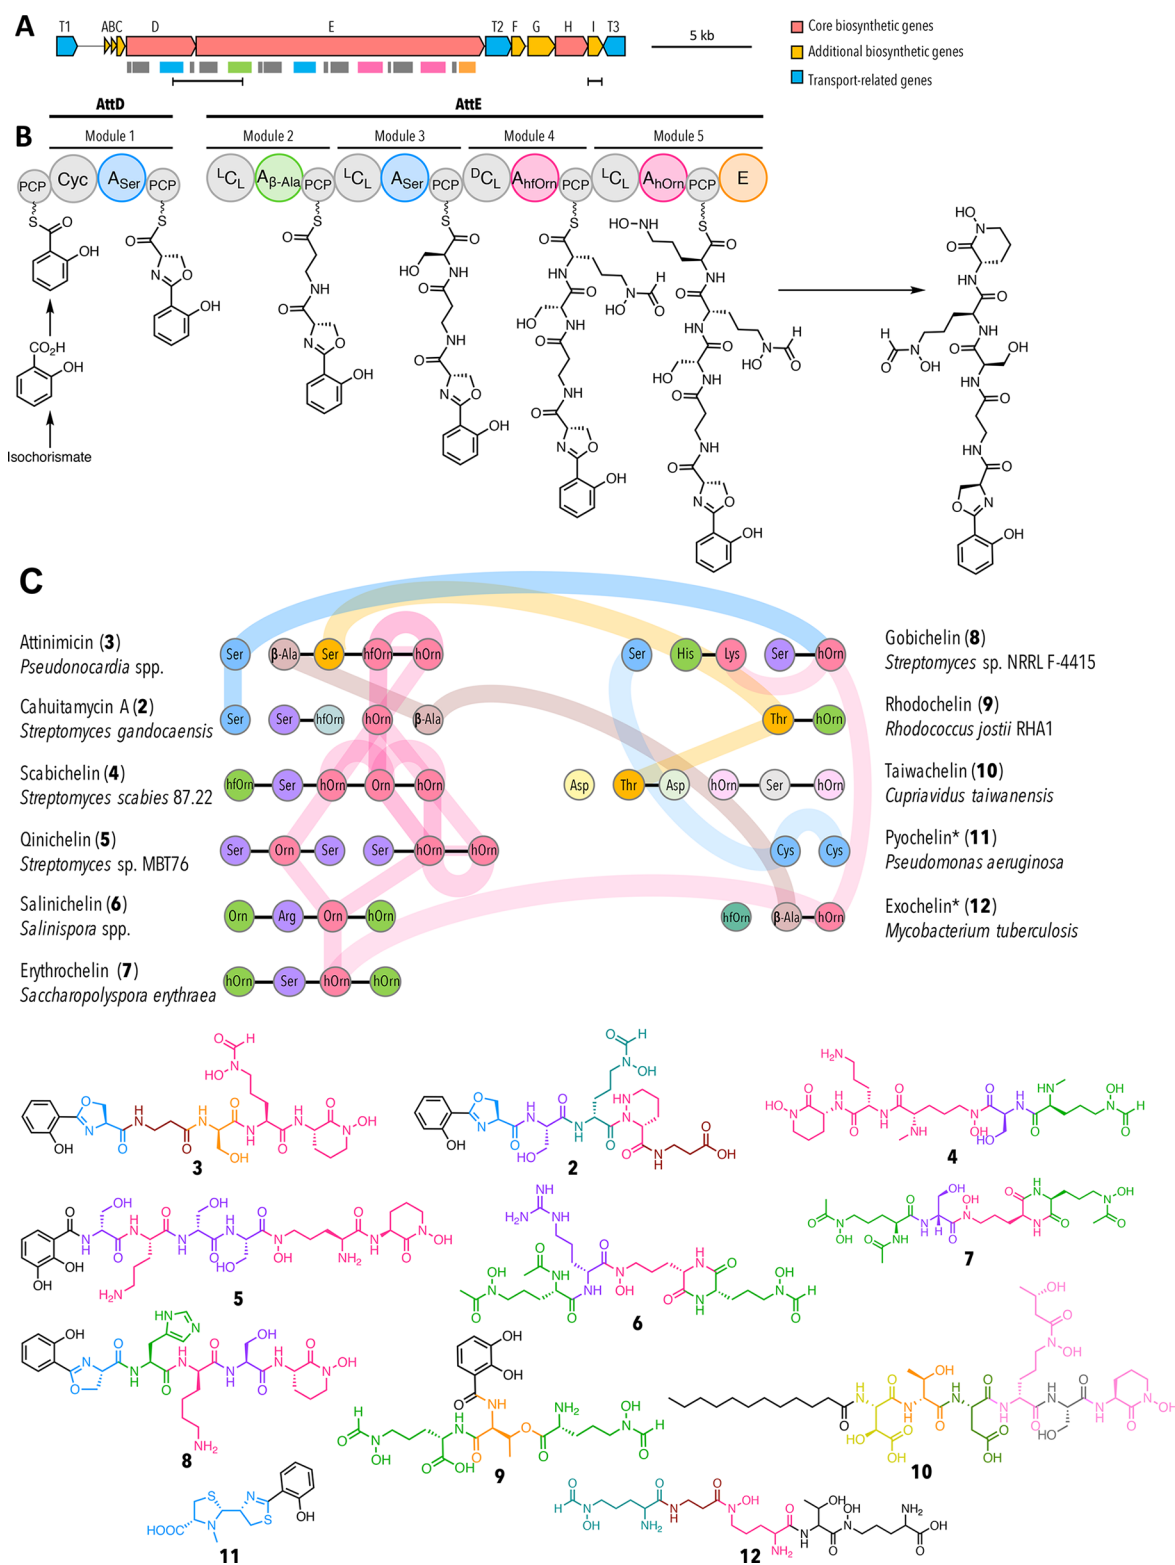 A
T1 ABC D E T2 F G H I T3
5 kb
Core biosynthetic genes
Additional biosynthetic genes
Transport-related genes
AttD AttE
B
Module 1 Module 2 Module 3 Module 4 Module 5
PCP Cyc ASer PCP LCL Aβ-Ala PCP LCL ASer PCP DCL AhfOrn PCP LCL AhOrn PCP E
Isochorismate
C
Attinimicin (3)
Pseudonocardia spp.
Ser β-Ala Ser hfOrn hOrn
Cahuitamycin A (2)
Streptomyces gandocaensis
Ser Ser hfOrn hOrn β-Ala
Scabichelin (4)
Streptomyces scabies 87.22
hfOrn Ser hOrn Orn hOrn
Qinichelin (5)
Streptomyces sp. MBT76
Ser Orn Ser Ser hOrn hOrn
Salinichelin (6)
Salinispora spp.
Orn Arg Orn hOrn
Erythrochelin (7)
Saccharopolyspora erythraea
hOrn Ser hOrn hOrn
Ser His Lys Ser hOrn
Gobichelin (8)
Streptomyces sp. NRRL F-4415
Thr hOrn
Rhodochelin (9)
Rhodococcus jostii RHA1
Asp Thr Asp hOrn Ser hOrn
Taiwachelin (10)
Cupriavidus taiwanensis
Cys Cys
Pyochelin* (11)
Pseudomonas aeruginosa
hfOrn β-Ala hOrn
Exochelin* (12)
Mycobacterium tuberculosis
3
2
4
5
6
7
8
9
10
11
12